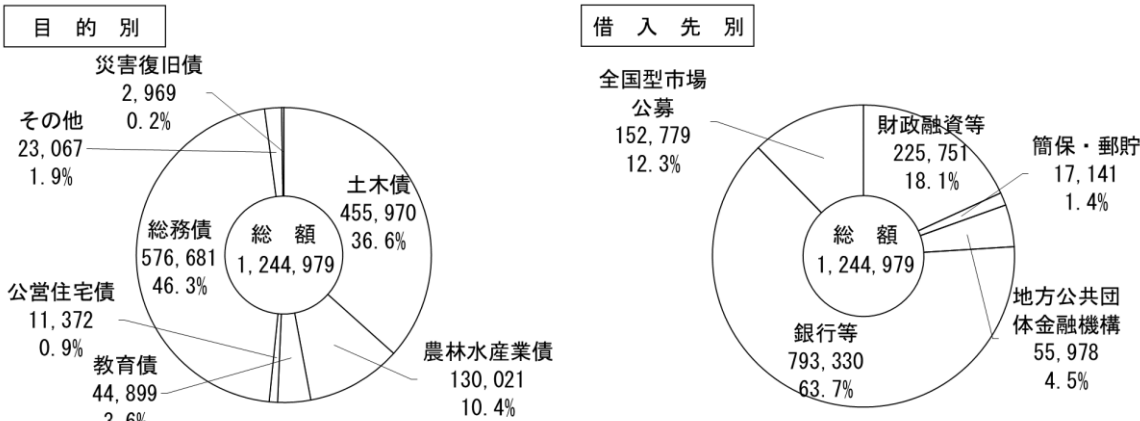 目的別
災害復旧債
2,969
0.2%
その他
23,067
1.9%
土木債
455,970
36.6%
総務債
576,681
46.3%
総額
1,244,979
公営住宅債
11,372
0.9%
教育債
44,899
3.6%
農林水産業債
130,021
10.4%
借入先別
全国型市場
公募
152,779
12.3%
財政融資等
225,751
18.1%
簡保・郵貯
17,141
1.4%
総額
1,244,979
地方公共団
体金融機構
55,978
4.5%
銀行等
793,330
63.7%